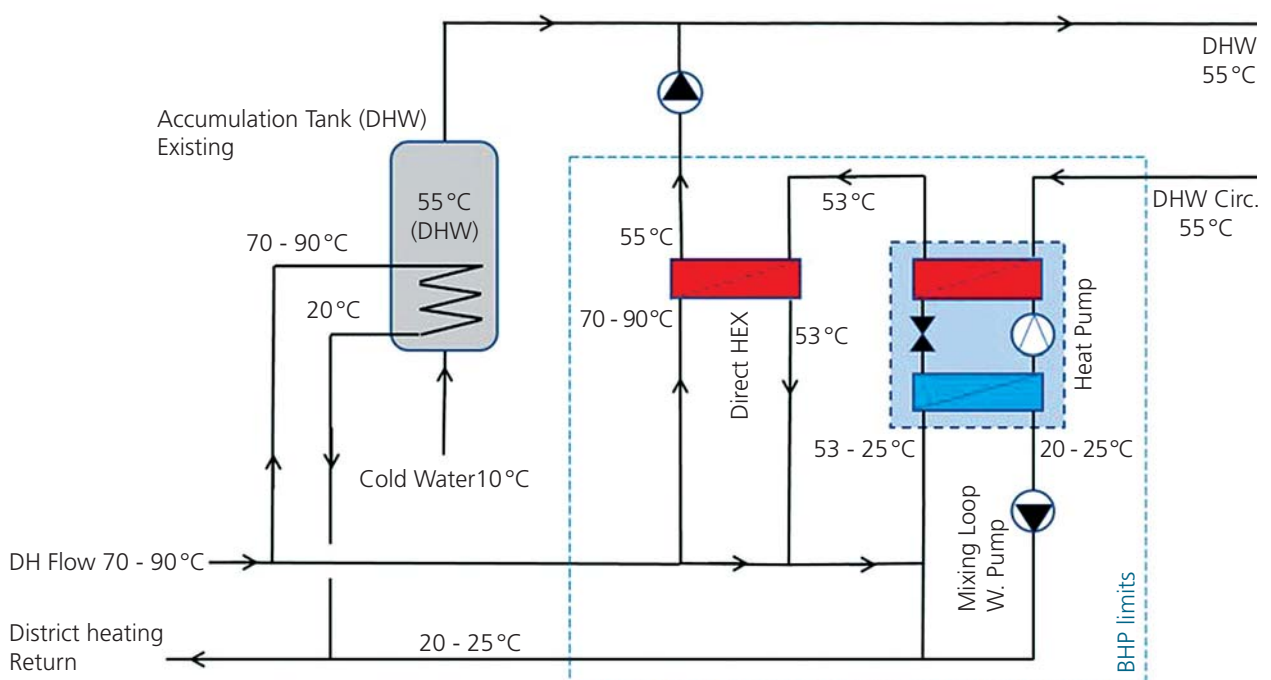 DHW
55°C
Accumulation Tank (DHW)
Existing
55°C
(DHW)
70 - 90°C
20°C
Cold Water10°C
53°C
DHW Circ.
55°C
55°C
70 - 90°C
53°C
Direct HEX
Heat Pump
53 - 25°C
20 - 25°C
Mixing Loop
W. Pump
DH Flow 70 - 90°C
District heating
Return
20 - 25°C
BHP limits